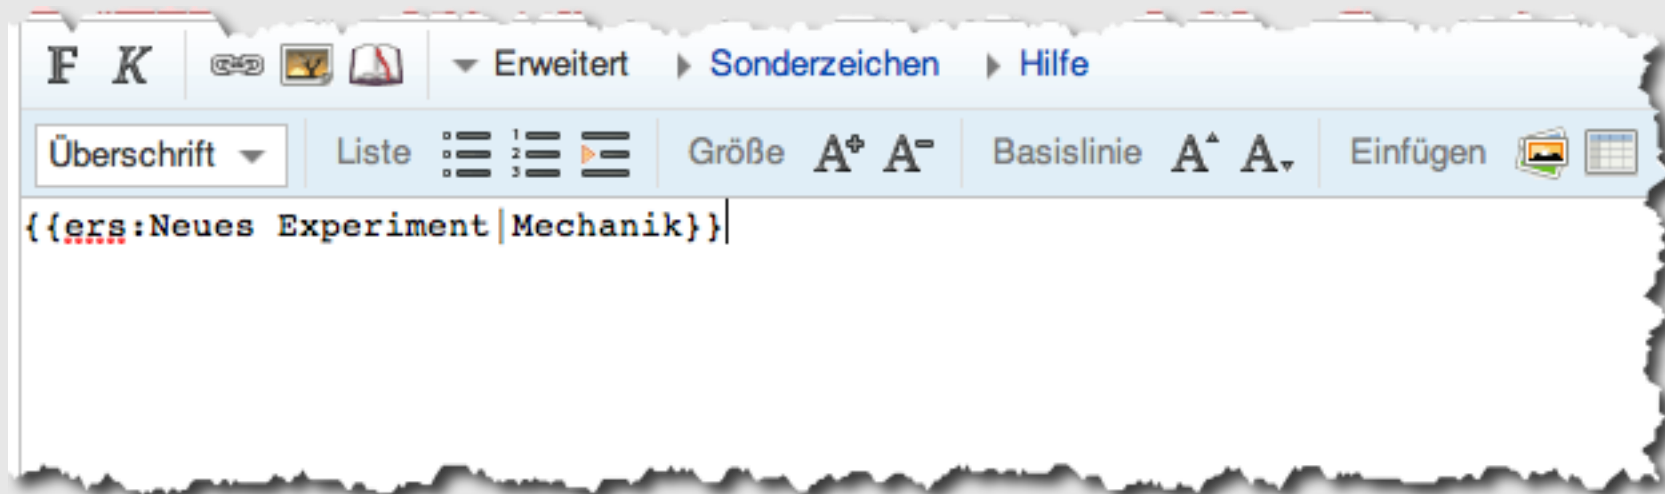 F K Erweitert Sonderzeichen Hilfe
Überschrift Liste Größe A+ A- Basislinie A A Einfügen
{{ers:Neues Experiment|Mechanik}}